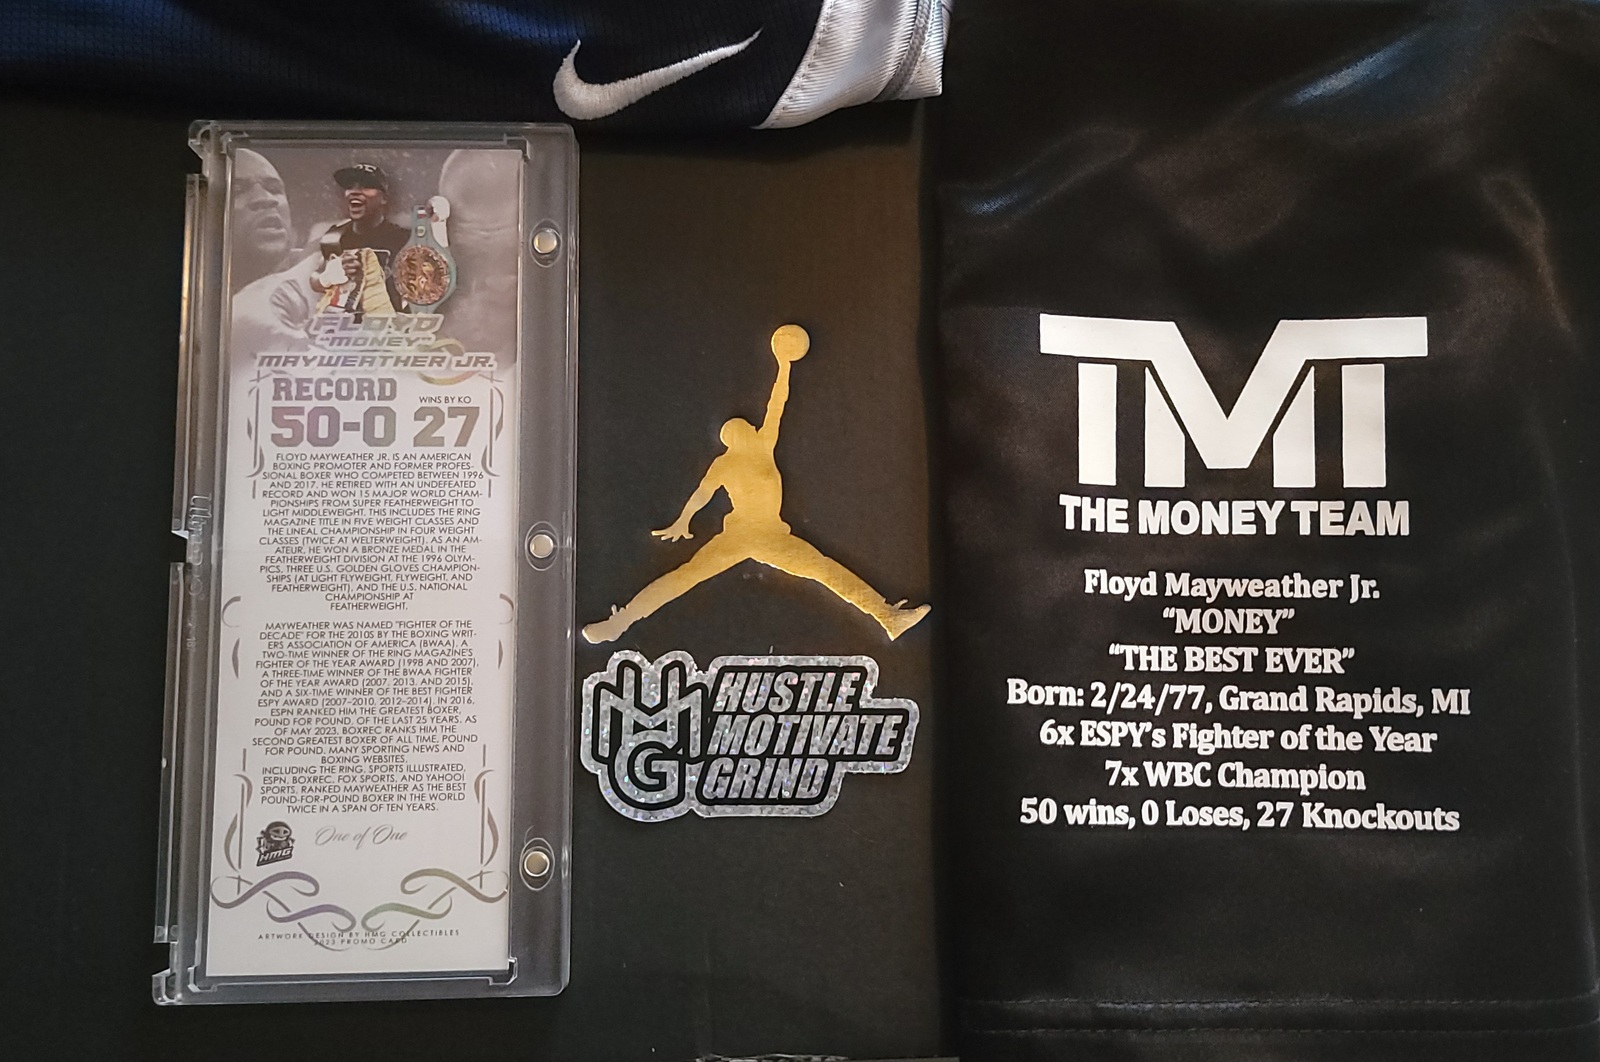 FLOYD
"MONEY"
MAYWEATHER JR.
RECORD
WINS BY KO
50-0 27
FLOYD MAYWEATHER JR. IS AN AMERICAN
BOXING PROMOTER AND FORMER PROFES-
SIONAL BOXER WHO COMPETED BETWEEN 1996
AND 2017. HE RETIRED WITH AN UNDEFEATED
RECORD AND WON 15 MAJOR WORLD CHAM-
PIONSHIPS FROM SUPER FEATHERWEIGHT TO
LIGHT MIDDLEWEIGHT. THIS INCLUDES THE RING
MAGAZINE TITLE IN FIVE WEIGHT CLASSES AND
THE LINEAL CHAMPIONSHIP IN FOUR WEIGHT
CLASSES (TWICE AT WELTERWEIGHT). AS AN AM-
ATEUR, HE WON A BRONZE MEDAL IN THE
FEATHERWEIGHT DIVISION AT THE 1996 OLYM-
PICS, THREE U.S. GOLDEN GLOVES CHAMPION-
SHIPS (AT LIGHT FLYWEIGHT, FLYWEIGHT, AND
FEATHERWEIGHT), AND THE U.S. NATIONAL
CHAMPIONSHIP AT
FEATHERWEIGHT.
MAYWEATHER WAS NAMED "FIGHTER OF THE
DECADE" FOR THE 2010S BY THE BOXING WRIT-
ERS ASSOCIATION OF AMERICA (BWAA), A
TWO-TIME WINNER OF THE RING MAGAZINE'S
FIGHTER OF THE YEAR AWARD (1998 AND 2007),
A THREE-TIME WINNER OF THE BWAA FIGHTER
OF THE YEAR AWARD (2007, 2013, AND 2015),
AND A SIX-TIME WINNER OF THE BEST FIGHTER
ESPY AWARD (2007-2010, 2012-2014). IN 2016,
ESPN RANKED HIM THE GREATEST BOXER,
POUND FOR POUND, OF THE LAST 25 YEARS. AS
OF MAY 2023, BOXREC RANKS HIM THE
SECOND GREATEST BOXER OF ALL TIME, POUND
FOR POUND. MANY SPORTING NEWS AND
BOXING WEBSITES,
INCLUDING THE RING, SPORTS ILLUSTRATED,
ESPN, BOXREC, FOX SPORTS, AND YAHOO!
SPORTS, RANKED MAYWEATHER AS THE BEST
POUND-FOR-POUND BOXER IN THE WORLD
TWICE IN A SPAN OF TEN YEARS.
HMG
One of One
ARTWORK DESIGN BY HMG COLLECTIBLES
2023 PROMO CARD
HMG
HUSTLE
MOTIVATE
GRIND
TMT
THE MONEY TEAM
Floyd Mayweather Jr.
“MONEY”
“THE BEST EVER”
Born: 2/24/77, Grand Rapids, MI
6x ESPY's Fighter of the Year
7x WBC Champion
50 wins, 0 Loses, 27 Knockouts